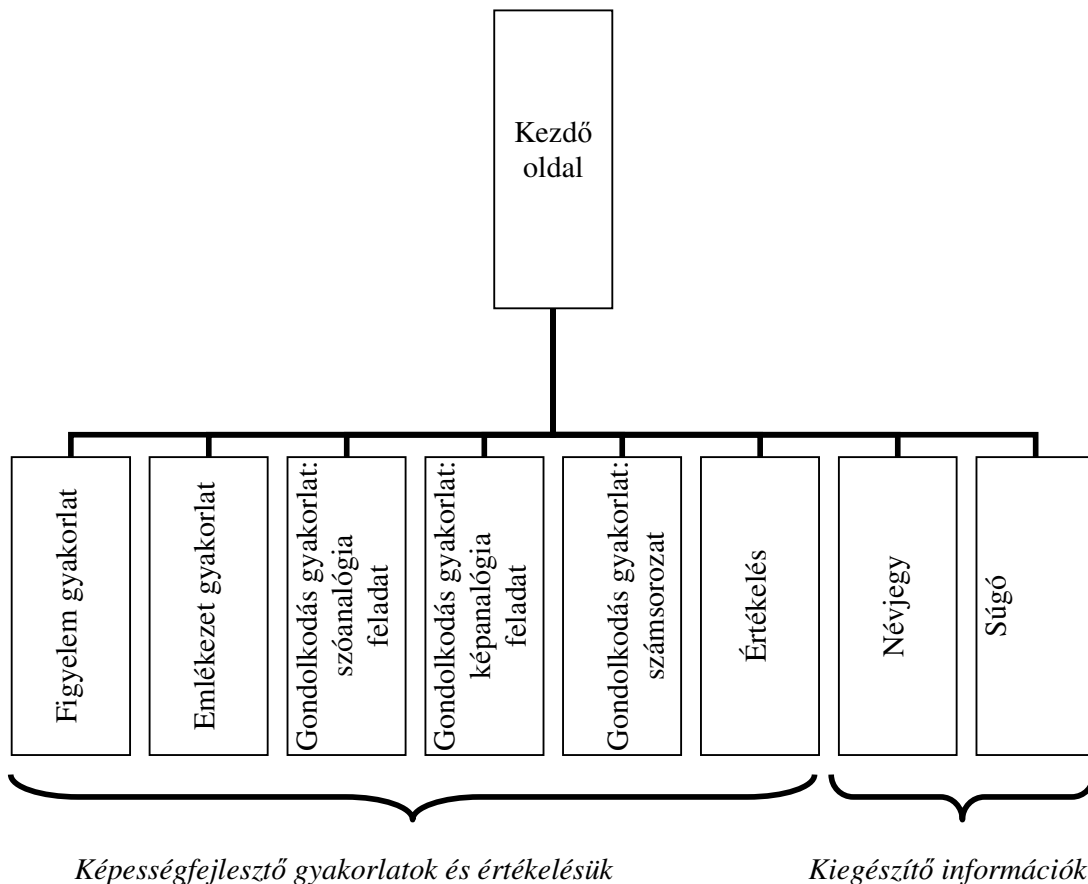 Kezdő
oldal
Figyelem gyakorlat
Emlékezet gyakorlat
Gondolkodás gyakorlat:
szóanalógia
feladat
Gondolkodás gyakorlat:
képanalógia
feladat
Gondolkodás gyakorlat:
számsorozat
Értékelés
Névjegy
Súgó
Képességfejlesztő gyakorlatok és értékelésük
Kiegészítő információk